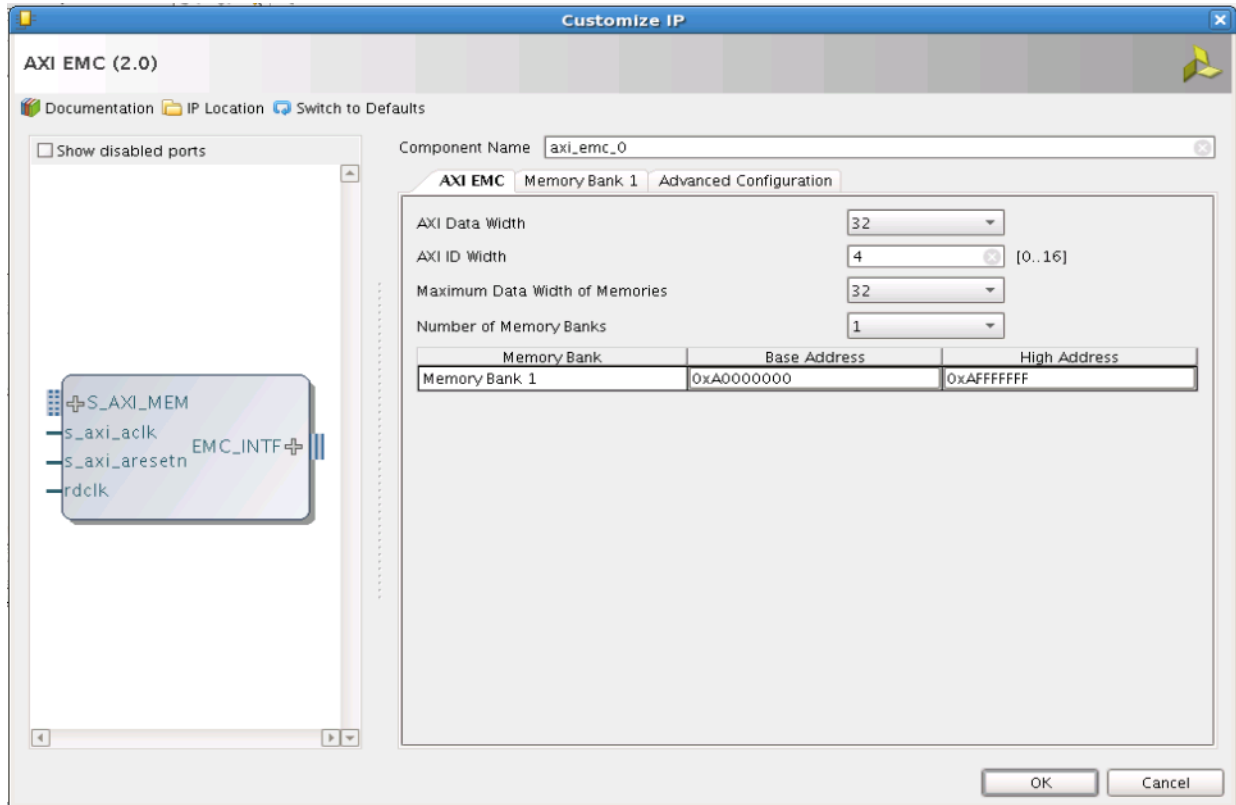 Customize IP
AXI EMC (2.0)
Documentation IP Location Switch to Defaults
Show disabled ports
S_AXI_MEM
s_axi_aclk
EMC_INTF
s_axi_aresetn
rdclk
Component Name axi_emc_0
AXI EMC Memory Bank 1 Advanced Configuration
AXI Data Width 32
AXI ID Width 4 [0..16]
Maximum Data Width of Memories 32
Number of Memory Banks 1
Memory Bank Base Address High Address
Memory Bank 1 0xA0000000 0xAFFFFFFF
OK Cancel